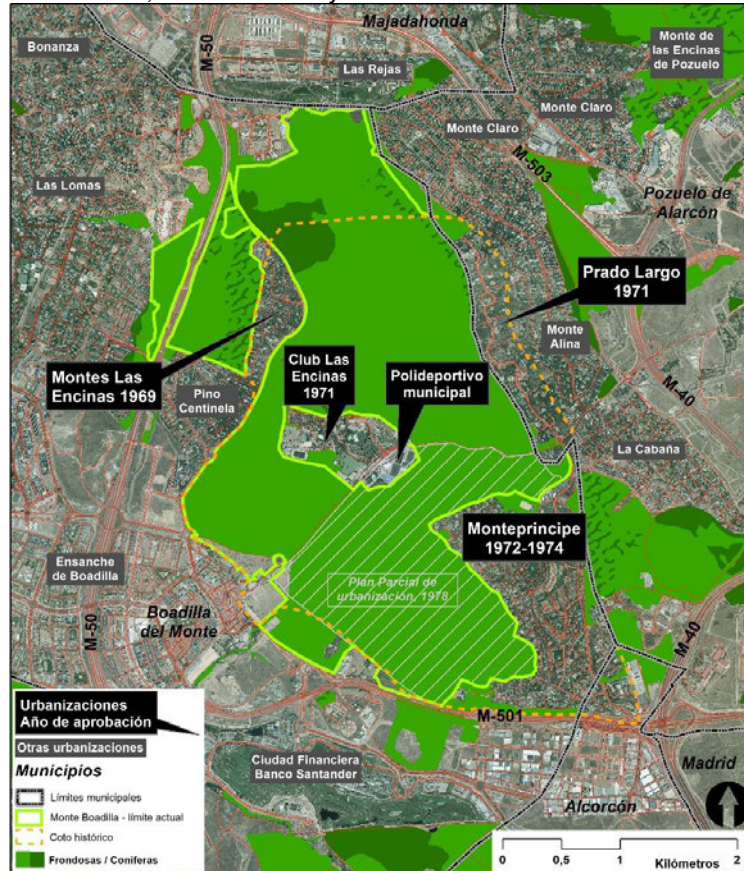 Majadahonda
Bonanza
M-50
Las Rejas
Monte de
las Encinas
de Pozuelo
Monte Claro
Monte Claro
M-503
Las Lomas
Pozuelo de
Alarcón
Prado Largo
1971
Monte
Alina
Montes Las
Encinas 1969
Club Las
Encinas
1971
Polideportivo
municipal
Pino
Centinela
M-40
La Cabaña
Monteprincipe
1972-1974
Ensanche
de Boadilla
Plan Parcial de
urbanización, 1978
Boadilla
del Monte
M-50
M-40
M-501
Ciudad Financiera
Banco Santander
Madrid
Alcorcón
Urbanizaciones
Año de aprobación
Otras urbanizaciones
Municipios
Límites municipales
Monte Boadilla - límite actual
Coto histórico
Frondosas / Coníferas
0 0,5 1 2
Kilómetros